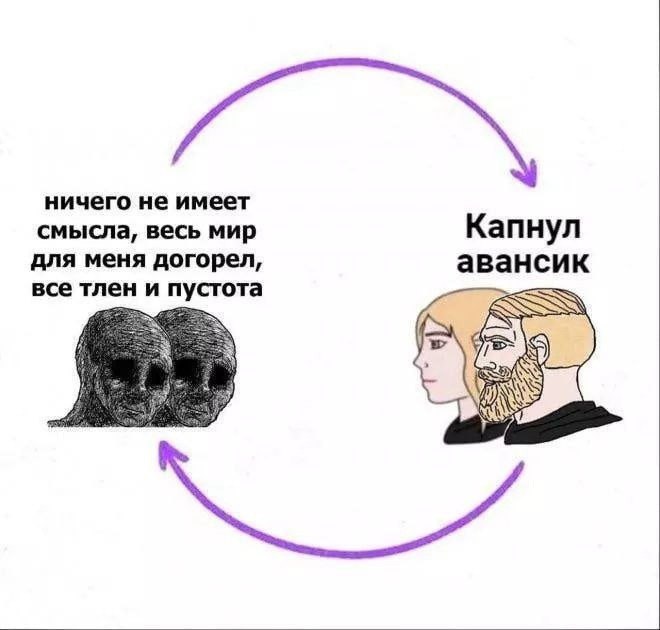 ничего не имеет
смысла, весь мир
для меня догорел,
все тлен и пустота
Капнул
авансик